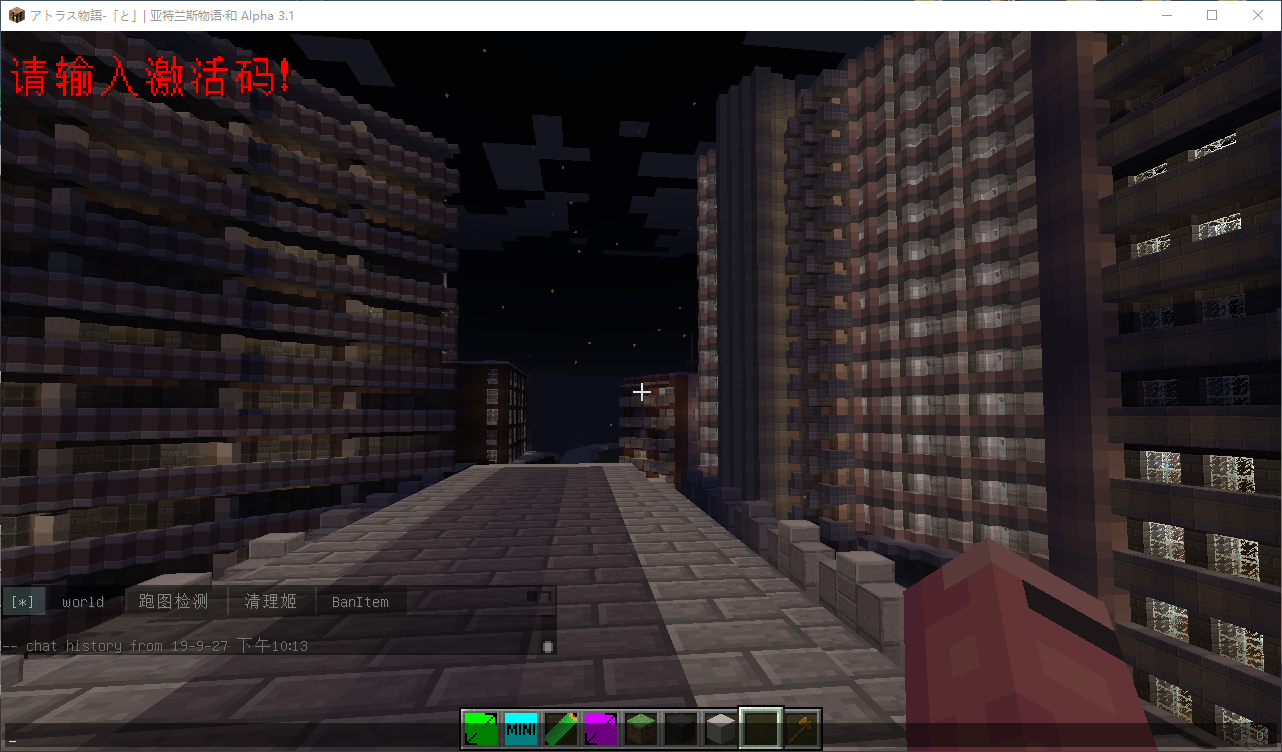 アトラス物語-「と」| 亚特兰斯物语·和 Alpha 3.1
请输入激活码!
[*] world 跑图检测 清理姬 BanItem
-- chat history from 19-9-27 下午10:13
MINI